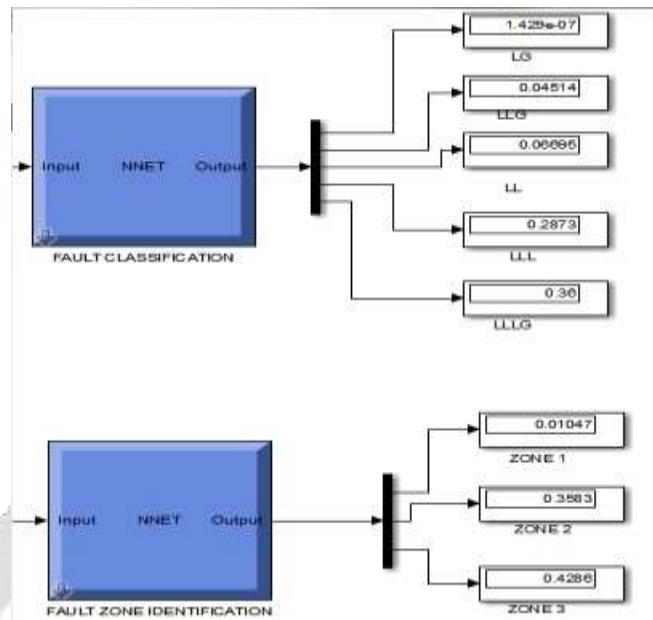 1.429e-07
LG
0.04514
LLG
Input NNET Output
0.06695
LL
0.2873
FAULT CLASSIFICATION
LLL
0.36
LLLG
0.01047
ZONE 1
Input NNET Output
0.3583
ZONE 2
0.4286
FAULT ZONE IDENTIFICATION
ZONE 3